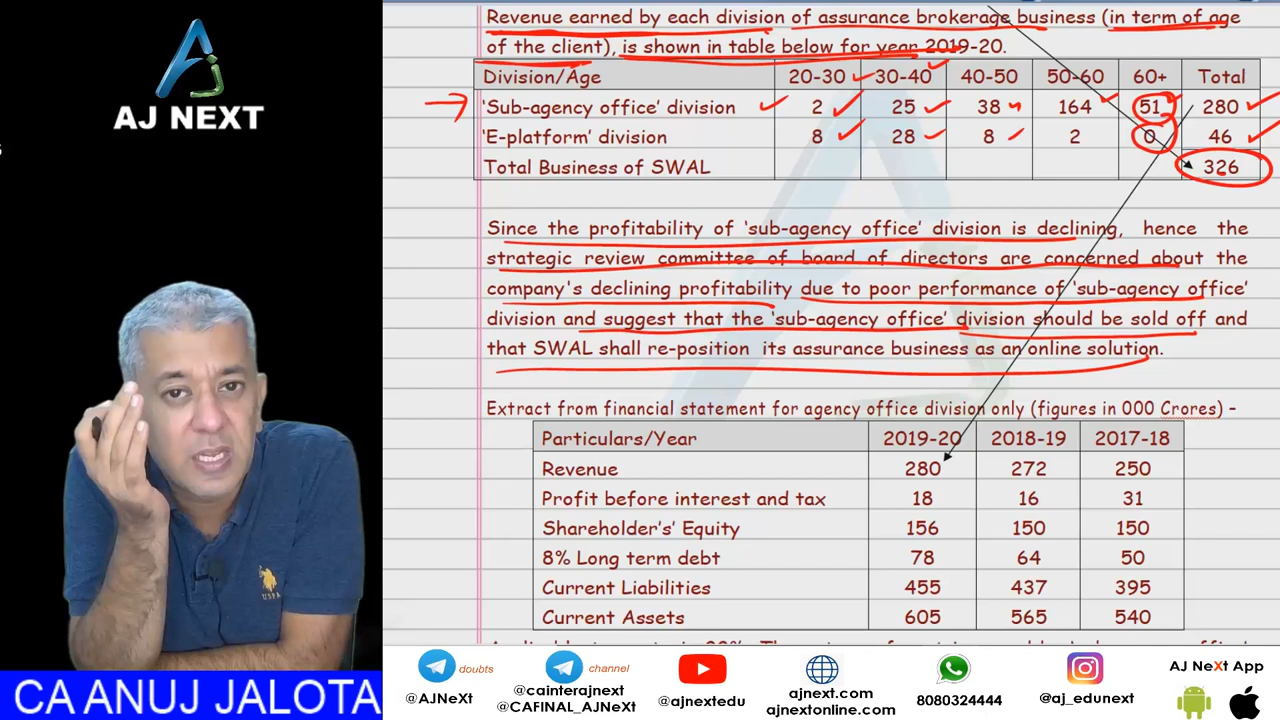 AJ NEXT
Revenue earned by each division of assurance brokerage business (in term of age
of the client), is shown in table below for year 2019-20.
Division/Age 20-30 30-40 40-50 50-60 60+ Total
‘Sub-agency office’ division 2 25 38 164 51 280
‘E-platform’ division 8 28 8 2 0 46
Total Business of SWAL 326
Since the profitability of ‘sub-agency office’ division is declining, hence the
strategic review committee of board of directors are concerned about the
company's declining profitability due to poor performance of ‘sub-agency office’
division and suggest that the ‘sub-agency office’ division should be sold off and
that SWAL shall re-position its assurance business as an online solution.
Extract from financial statement for agency office division only (figures in 000 Crores) –
Particulars/Year 2019-20 2018-19 2017-18
Revenue 280 272 250
Profit before interest and tax 18 16 31
Shareholder’s’ Equity 156 150 150
8% Long term debt 78 64 50
Current Liabilities 455 437 395
Current Assets 605 565 540
CA ANUJ JALOTA
doubts
@AJNeXt
channel
@cainterajnext
@CAFINAL_AJNeXt
@ajnextedu
ajnext.com
ajnextonline.com
8080324444
@aj_edunext
AJ NeXt App